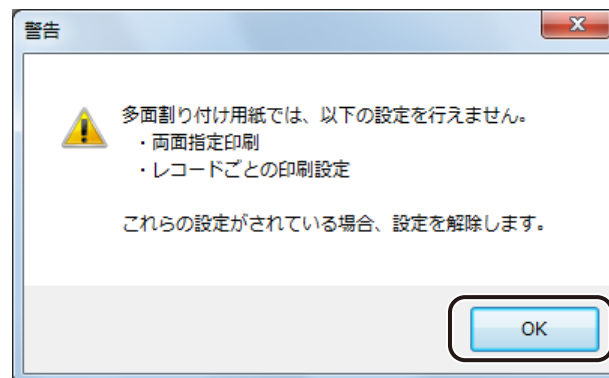 警告
多面割り付け用紙では、以下の設定を行えません。
・両面指定印刷
・レコードごとの印刷設定
これらの設定がされている場合、設定を解除します。
OK